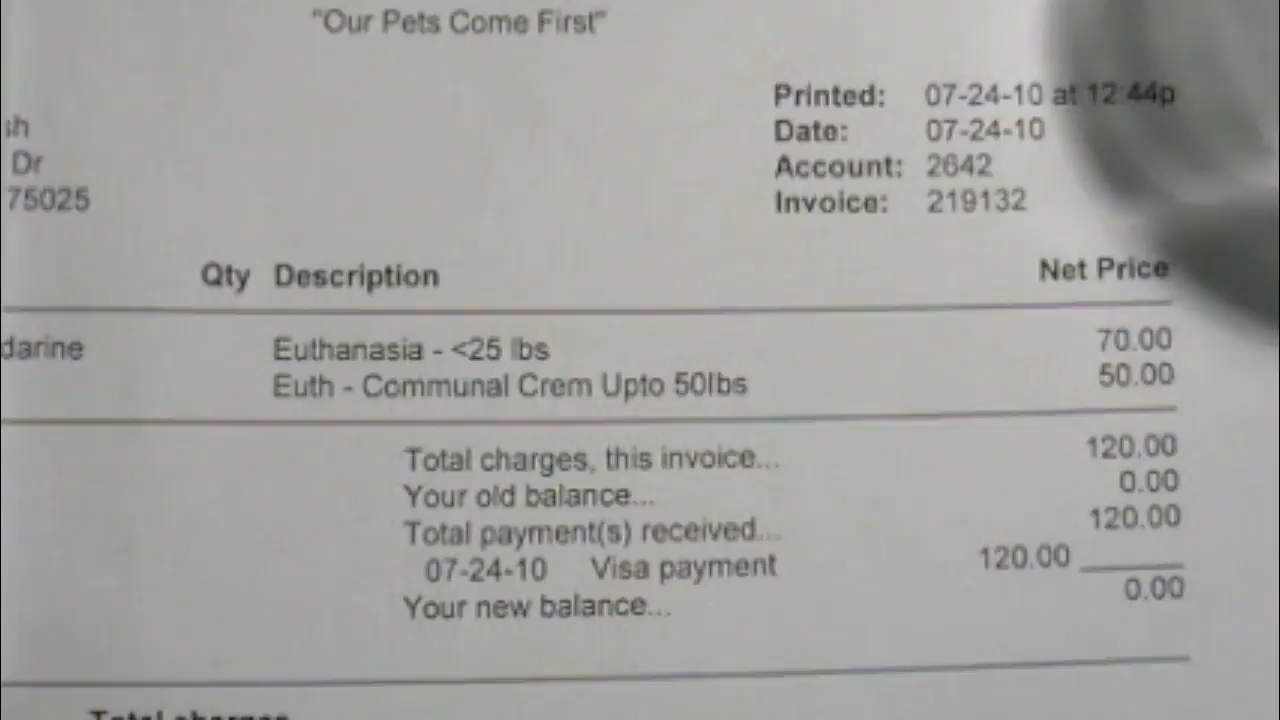 "Our Pets Come First"
Printed: 07-24-10 at 12:44p
Date: 07-24-10
Account: 2642
Invoice: 219132
sh
Dr
75025
Qty Description Net Price
darine Euthanasia - <25 lbs 70.00
Euth - Communal Crem Upto 50lbs 50.00
Total charges, this invoice... 120.00
Your old balance... 0.00
Total payment(s) received... 120.00
07-24-10 Visa payment 120.00
Your new balance... 0.00
Total charges